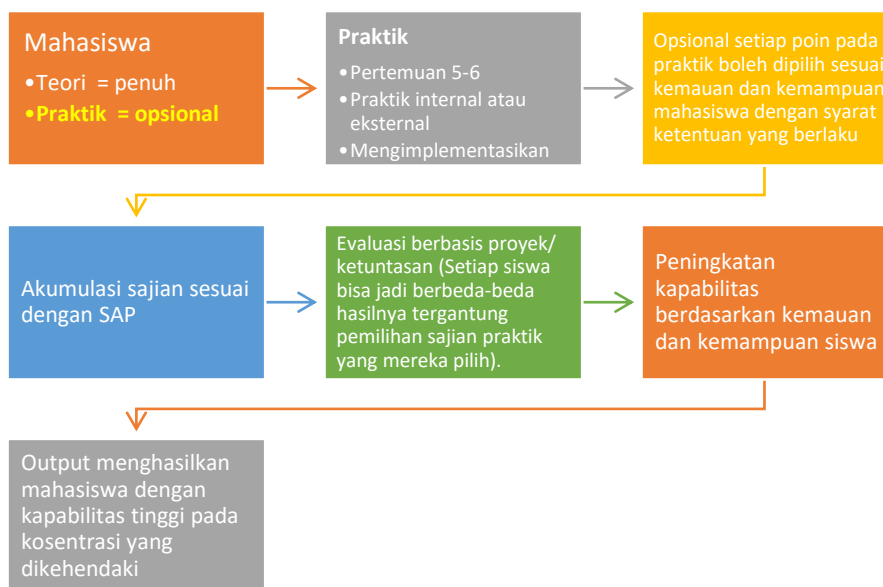 Mahasiswa
•Teori = penuh
•Praktik = opsional
Praktik
•Pertemuan 5-6
•Praktik internal atau
eksternal
•Mengimplementasikan
Opsional setiap poin pada
praktik boleh dipilih sesuai
kemauan dan kemampuan
mahasiswa dengan syarat
ketentuan yang berlaku
Akumulasi sajian sesuai
dengan SAP
Evaluasi berbasis proyek/
ketuntasan (Setiap siswa
bisa jadi berbeda-beda
hasilnya tergantung
pemilihan sajian praktik
yang mereka pilih).
Peningkatan
kapabilitas
berdasarkan kemauan
dan kemampuan siswa
Output menghasilkan
mahasiswa dengan
kapabilitas tinggi pada
kosentrasi yang
dikehendaki